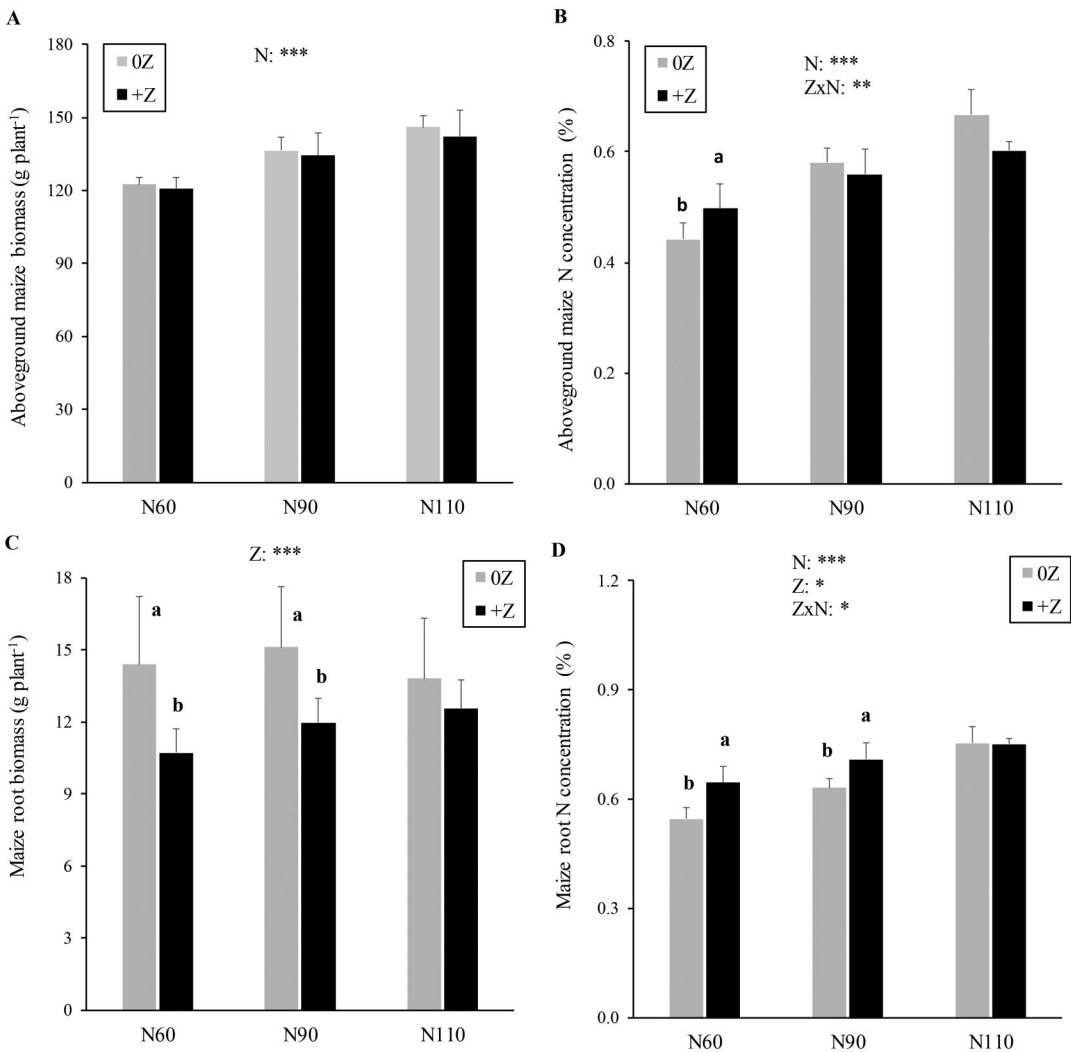 A
Aboveground maize biomass (g plant⁻¹)
180
150
120
90
60
30
0
0Z
+Z
N: ***
N60
N90
N110
B
Aboveground maize N concentration (%)
0.8
0.6
0.4
0.2
0.0
0Z
+Z
N: ***
ZxN: **
b
a
N60
N90
N110
C
Maize root biomass (g plant⁻¹)
18
15
12
9
6
3
0
Z: ***
0Z
+Z
a
b
a
b
N60
N90
N110
D
Maize root N concentration (%)
1.2
0.9
0.6
0.3
0.0
N: ***
Z: *
ZxN: *
0Z
+Z
b
a
b
a
N60
N90
N110